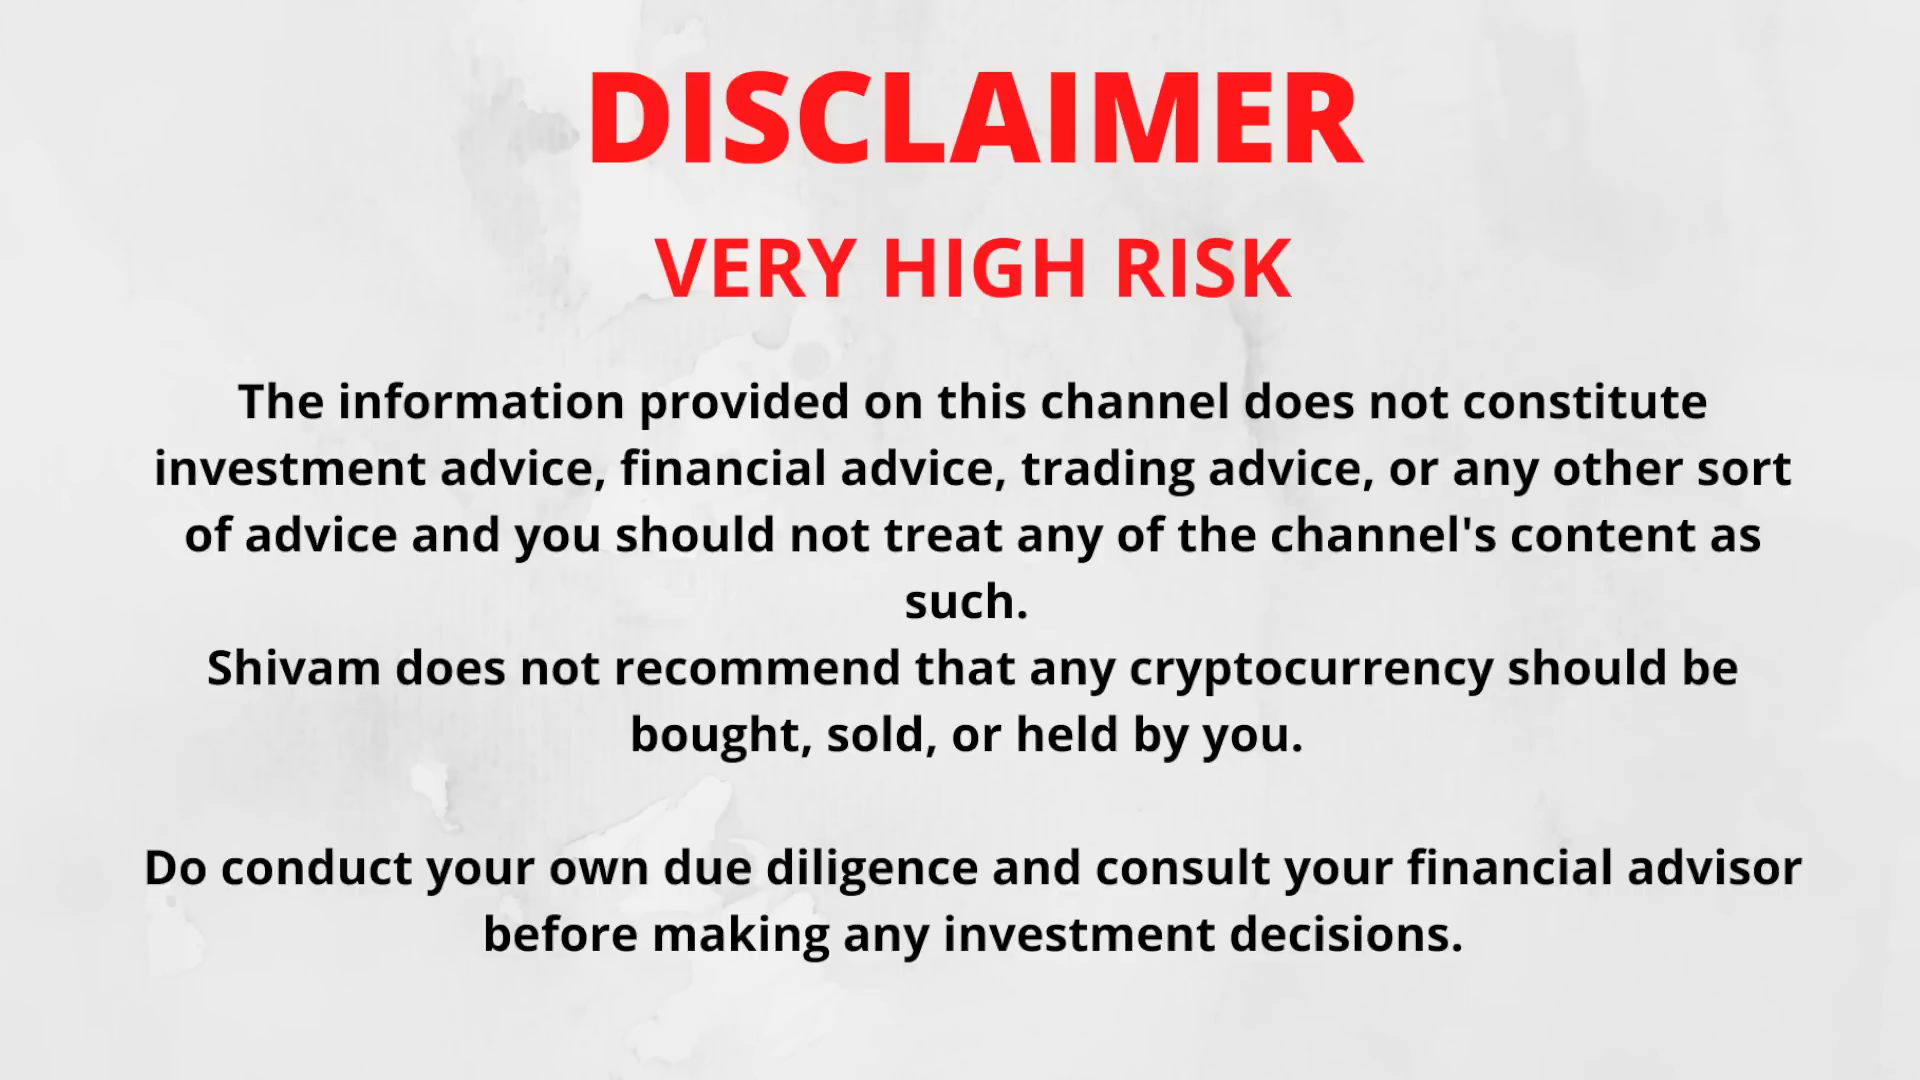 DISCLAIMER
VERY HIGH RISK
The information provided on this channel does not constitute
investment advice, financial advice, trading advice, or any other sort
of advice and you should not treat any of the channel's content as
such.
Shivam does not recommend that any cryptocurrency should be
bought, sold, or held by you.
Do conduct your own due diligence and consult your financial advisor
before making any investment decisions.